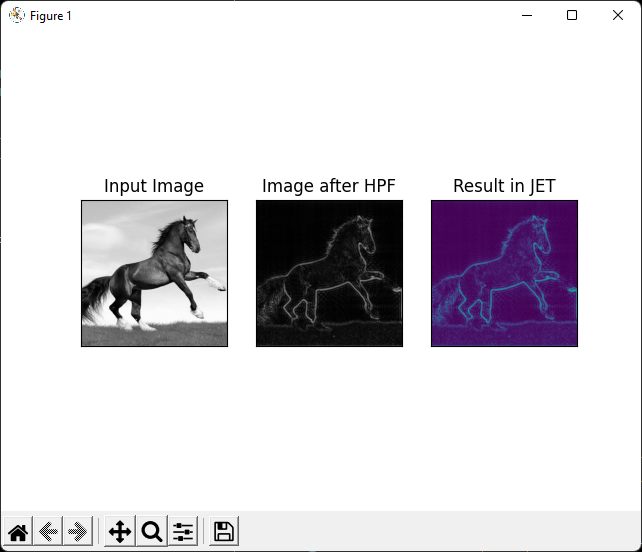 Figure 1
Input Image
Image after HPF
Result in JET